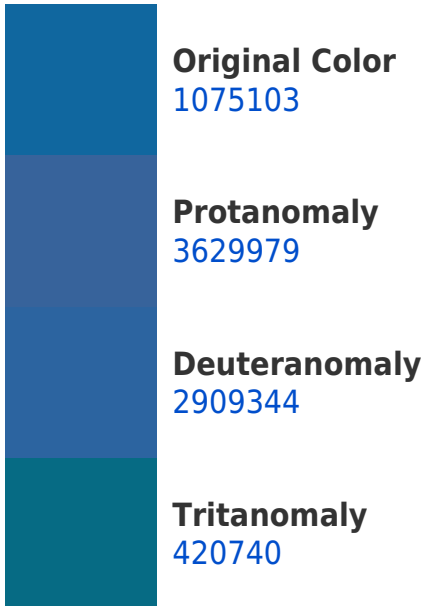 Original Color
1075103
Protanomaly
3629979
Deuteranomaly
2909344
Tritanomaly
420740